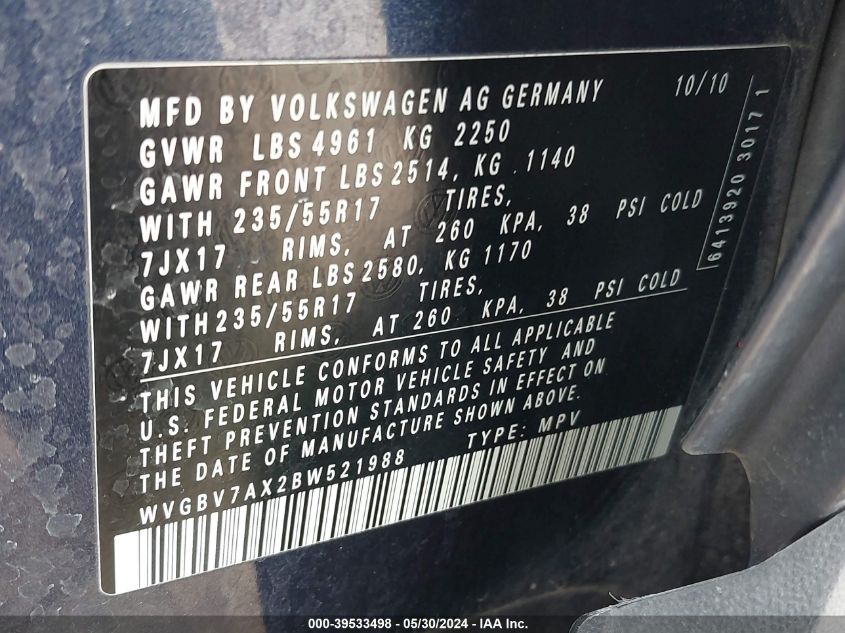 MFD BY VOLKSWAGEN AG GERMANY 10/10
GVWR LBS 4961 KG 2250
GAWR FRONT LBS 2514, KG 1140
WITH 235/55R17 TIRES,
7JX17 RIMS, AT 260 KPA, 38 PSI COLD
GAWR REAR LBS 2580, KG 1170
WITH 235/55R17 TIRES,
7JX17 RIMS, AT 260 KPA, 38 PSI COLD
THIS VEHICLE CONFORMS TO ALL APPLICABLE
U.S. FEDERAL MOTOR VEHICLE SAFETY AND
THEFT PREVENTION STANDARDS IN EFFECT ON
THE DATE OF MANUFACTURE SHOWN ABOVE.
WVGBV7AX2BW521988 TYPE: MPV
6413920 3017 1
000-39533498 — 05/30/2024 — IAA Inc.